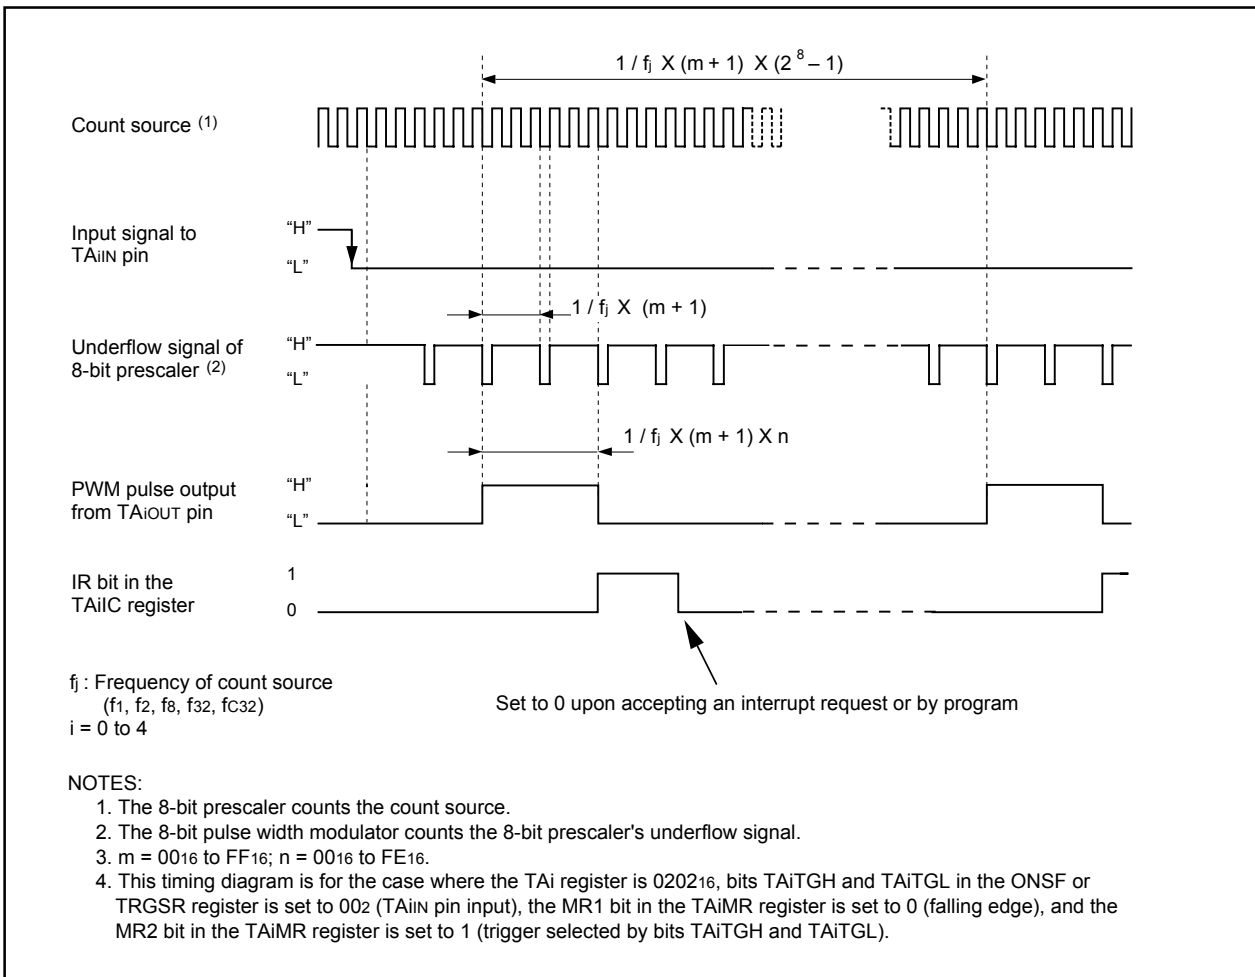 1 / fj X (m + 1) X (2⁸ – 1)
Count source (1)
Input signal to
TAiIN pin
“H”
“L”
1 / fj X (m + 1)
Underflow signal of
8-bit prescaler (2)
“H”
“L”
1 / fj X (m + 1) X n
PWM pulse output
from TAiOUT pin
“H”
“L”
IR bit in the
TAiIC register
1
0
fj : Frequency of count source
(f1, f2, f8, f32, fC32)
i = 0 to 4
Set to 0 upon accepting an interrupt request or by program
NOTES:
1. The 8-bit prescaler counts the count source.
2. The 8-bit pulse width modulator counts the 8-bit prescaler's underflow signal.
3. m = 0016 to FF16; n = 0016 to FE16.
4. This timing diagram is for the case where the TAi register is 020216, bits TAiTGH and TAiTGL in the ONSF or
TRGSR register is set to 002 (TAiIN pin input), the MR1 bit in the TAiMR register is set to 0 (falling edge), and the
MR2 bit in the TAiMR register is set to 1 (trigger selected by bits TAiTGH and TAiTGL).